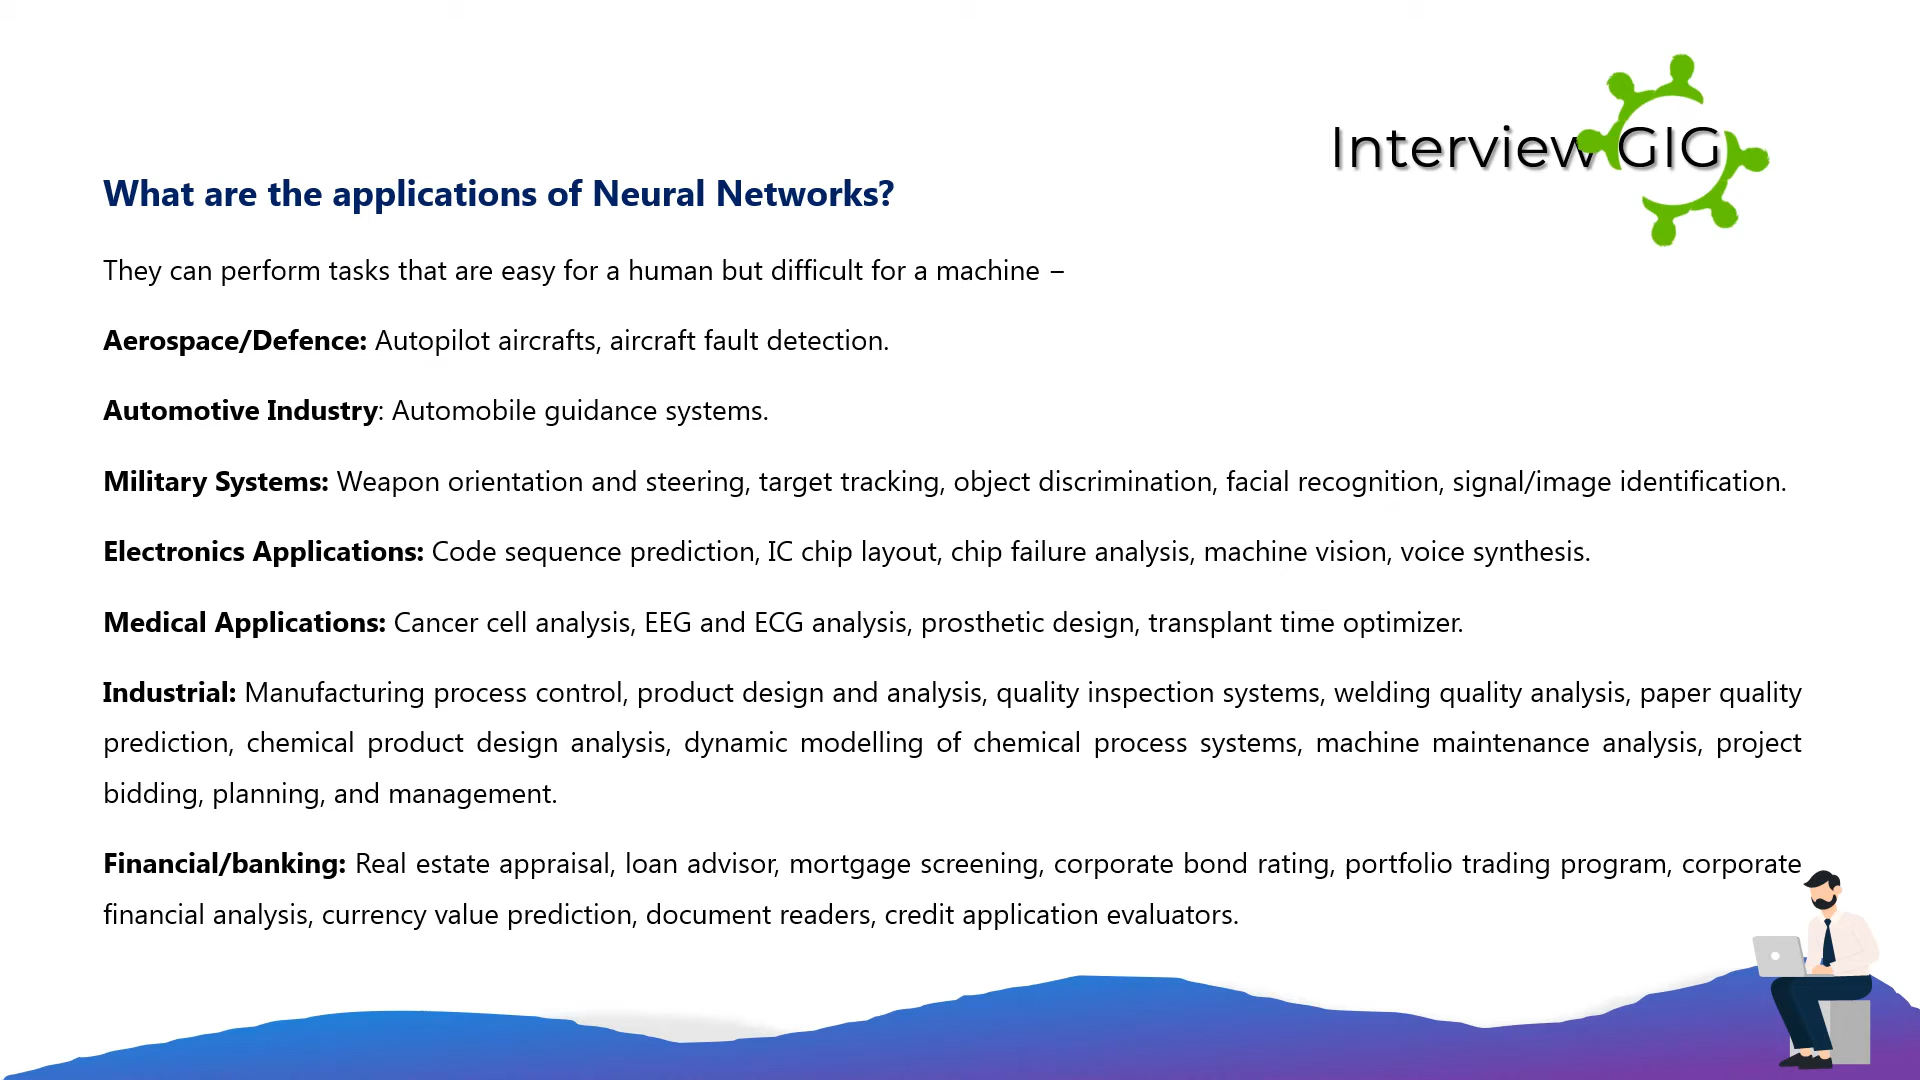 Interview GIG
What are the applications of Neural Networks?
They can perform tasks that are easy for a human but difficult for a machine –
Aerospace/Defence: Autopilot aircrafts, aircraft fault detection.
Automotive Industry: Automobile guidance systems.
Military Systems: Weapon orientation and steering, target tracking, object discrimination, facial recognition, signal/image identification.
Electronics Applications: Code sequence prediction, IC chip layout, chip failure analysis, machine vision, voice synthesis.
Medical Applications: Cancer cell analysis, EEG and ECG analysis, prosthetic design, transplant time optimizer.
Industrial: Manufacturing process control, product design and analysis, quality inspection systems, welding quality analysis, paper quality
prediction, chemical product design analysis, dynamic modelling of chemical process systems, machine maintenance analysis, project
bidding, planning, and management.
Financial/banking: Real estate appraisal, loan advisor, mortgage screening, corporate bond rating, portfolio trading program, corporate
financial analysis, currency value prediction, document readers, credit application evaluators.